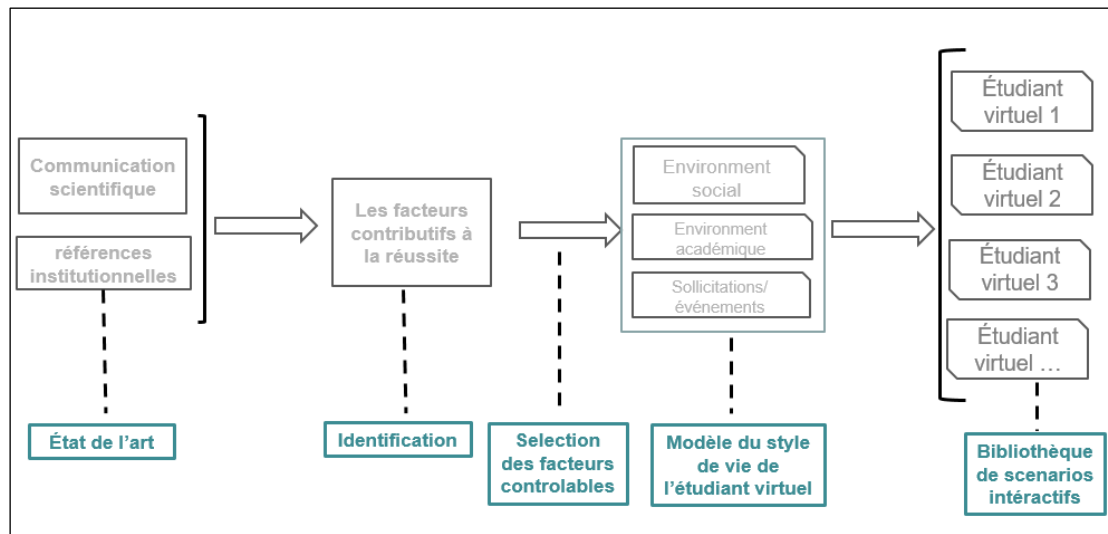 Communication
scientifique
références
institutionnelles
Les facteurs
contributifs à
la réussite
Environment
social
Environment
académique
Sollicitations/
événements
Étudiant
virtuel 1
Étudiant
virtuel 2
Étudiant
virtuel 3
Étudiant
virtuel ...
État de l'art
Identification
Selection
des facteurs
controlables
Modèle du style
de vie de
l'étudiant virtuel
Bibliothèque
de scenarios
intéractifs